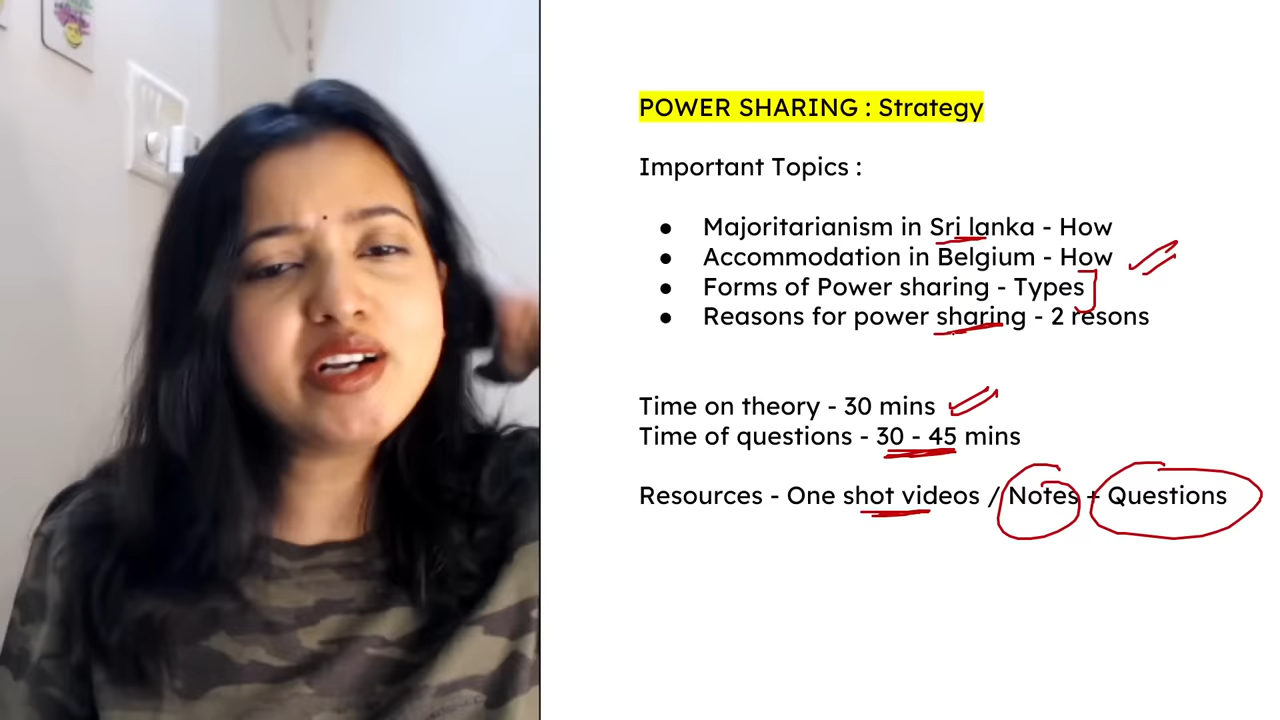 POWER SHARING : Strategy
Important Topics :
● Majoritarianism in Sri lanka - How
● Accommodation in Belgium - How
● Forms of Power sharing - Types
● Reasons for power sharing - 2 resons
Time on theory - 30 mins
Time of questions - 30 - 45 mins
Resources - One shot videos / Notes + Questions